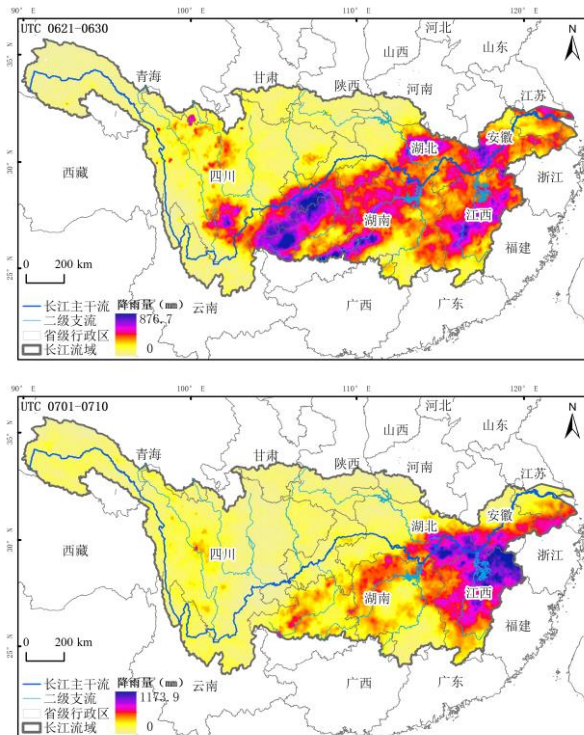 90° E 100° E 110° E 120° E
UTC 0621-0630
N
河北
山西
山东
35° N
青海
甘肃
陕西
河南
江苏
安徽
湖北
30° N
西藏
四川
浙江
湖南
江西
福建
25° N
0 200 km
云南
广西
广东
长江主干流
二级支流
省级行政区
长江流域
降雨量(mm)
876.7
0
90° E 100° E 110° E 120° E
UTC 0701-0710
N
河北
山西
山东
35° N
青海
甘肃
陕西
河南
江苏
安徽
湖北
30° N
西藏
四川
浙江
湖南
江西
福建
25° N
0 200 km
云南
广西
广东
长江主干流
二级支流
省级行政区
长江流域
降雨量(mm)
1173.9
0